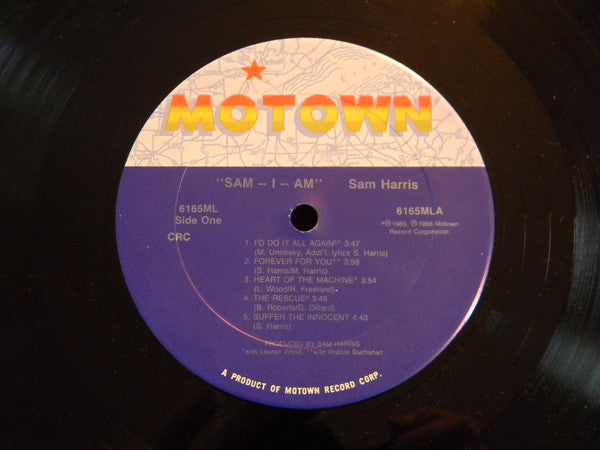 MOTOWN
"SAM -- I -- AM" Sam Harris
6165ML
Side One
CRC
6165MLA
℗©1985, ℗1986 Motown
Record Corporation.
1. I'D DO IT ALL AGAIN* 3:47
(M. Unobsky, Addt'l. lyrics S. Harris)
2. FOREVER FOR YOU** 3:59
(S. Harris/M. Harris)
3. HEART OF THE MACHINE* 3:54
(L. Wood/R. Freeland)
4. THE RESCUE* 3:48
(B. Roberts/G. Dillard)
5. SUFFER THE INNOCENT 4:43
(S. Harris)
PRODUCED BY SAM HARRIS
*with Lauren Wood, **with Robbie Buchanan
A PRODUCT OF MOTOWN RECORD CORP.